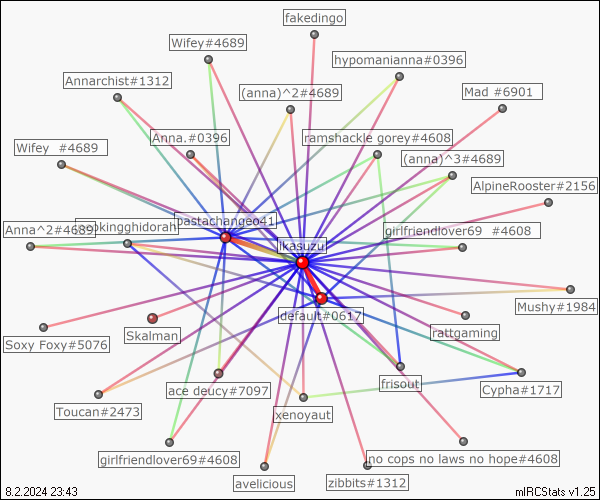 fakedingo
Wifey#4689
hypomanianna#0396
Annarchist#1312
(anna)^2#4689
Mad #6901
Anna.#0396
ramshackle gorey#4608
Wifey #4689
(anna)^3#4689
AlpineRooster#2156
bastachangeo41
Anna^2#4689
okingghidorah
girlfriendlover69 #4608
ikasuzu
Mushy#1984
default#0617
Soxy Foxy#5076
Skalman
rattgaming
ace deucy#7097
frisout
Cypha#1717
Toucan#2473
xenoyaut
girlfriendlover69#4608
no cops no laws no hope#4608
avelicious
zibbits#1312
8.2.2024 23:43
mIRCStats v1.25